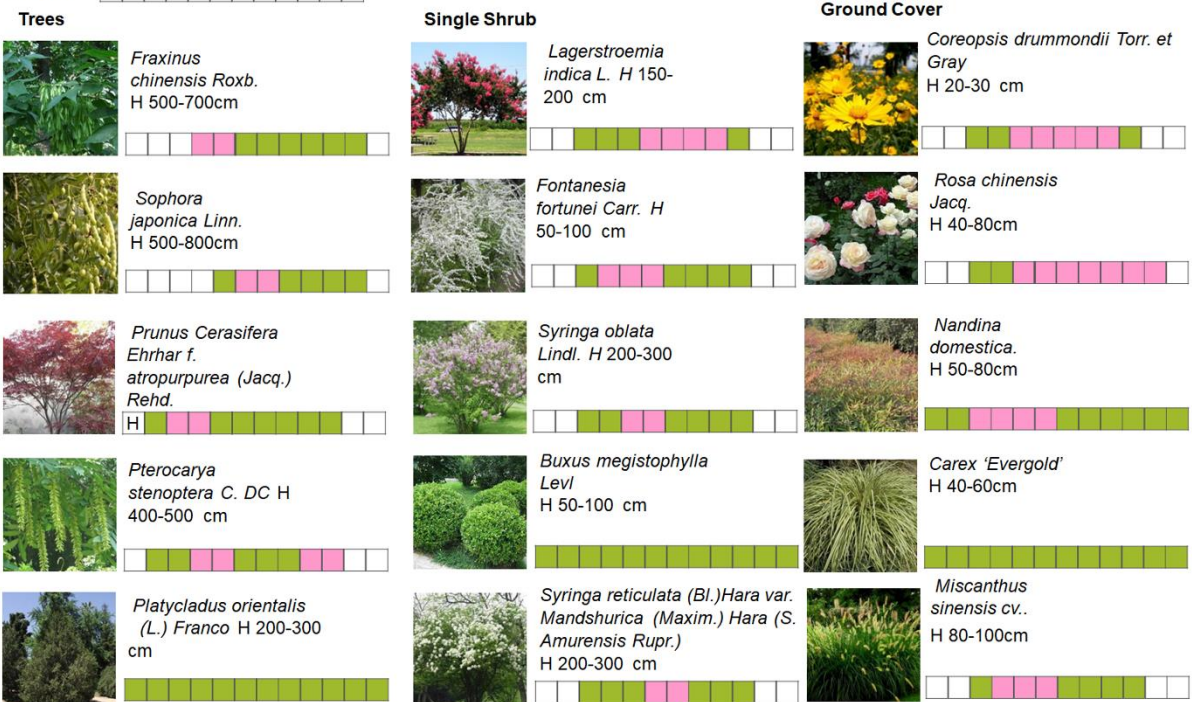 Trees
Fraxinus
chinensis Roxb.
H 500-700cm
Sophora
japonica Linn.
H 500-800cm
Prunus Cerasifera
Ehrhar f.
atropurpurea (Jacq.)
Rehd.
H
Pterocarya
stenoptera C. DC H
400-500 cm
Platycladus orientalis
(L.) Franco H 200-300
cm
Single Shrub
Lagerstroemia
indica L. H 150-
200 cm
Fontanesia
fortunei Carr. H
50-100 cm
Syringa oblata
Lindl. H 200-300
cm
Buxus megistophylla
Levl
H 50-100 cm
Syringa reticulata (Bl.)Hara var.
Mandshurica (Maxim.) Hara (S.
Amurensis Rupr.)
H 200-300 cm
Ground Cover
Coreopsis drummondii Torr. et
Gray
H 20-30 cm
Rosa chinensis
Jacq.
H 40-80cm
Nandina
domestica.
H 50-80cm
Carex ‘Evergold’
H 40-60cm
Miscanthus
sinensis cv..
H 80-100cm